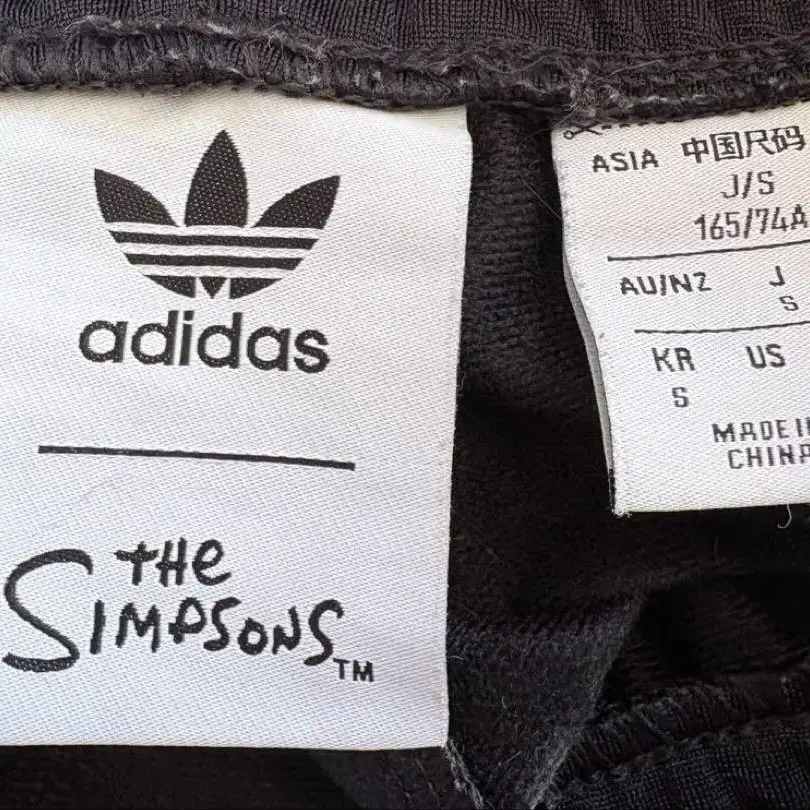 adidas
THE
SIMPSONS
TM
ASIA 中国尺码
J/S
165/74A
AU/NZ J
S
KR US
S
MADE IN
CHINA